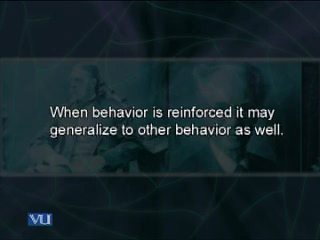 When behavior is reinforced it may
generalize to other behavior as well.
VU